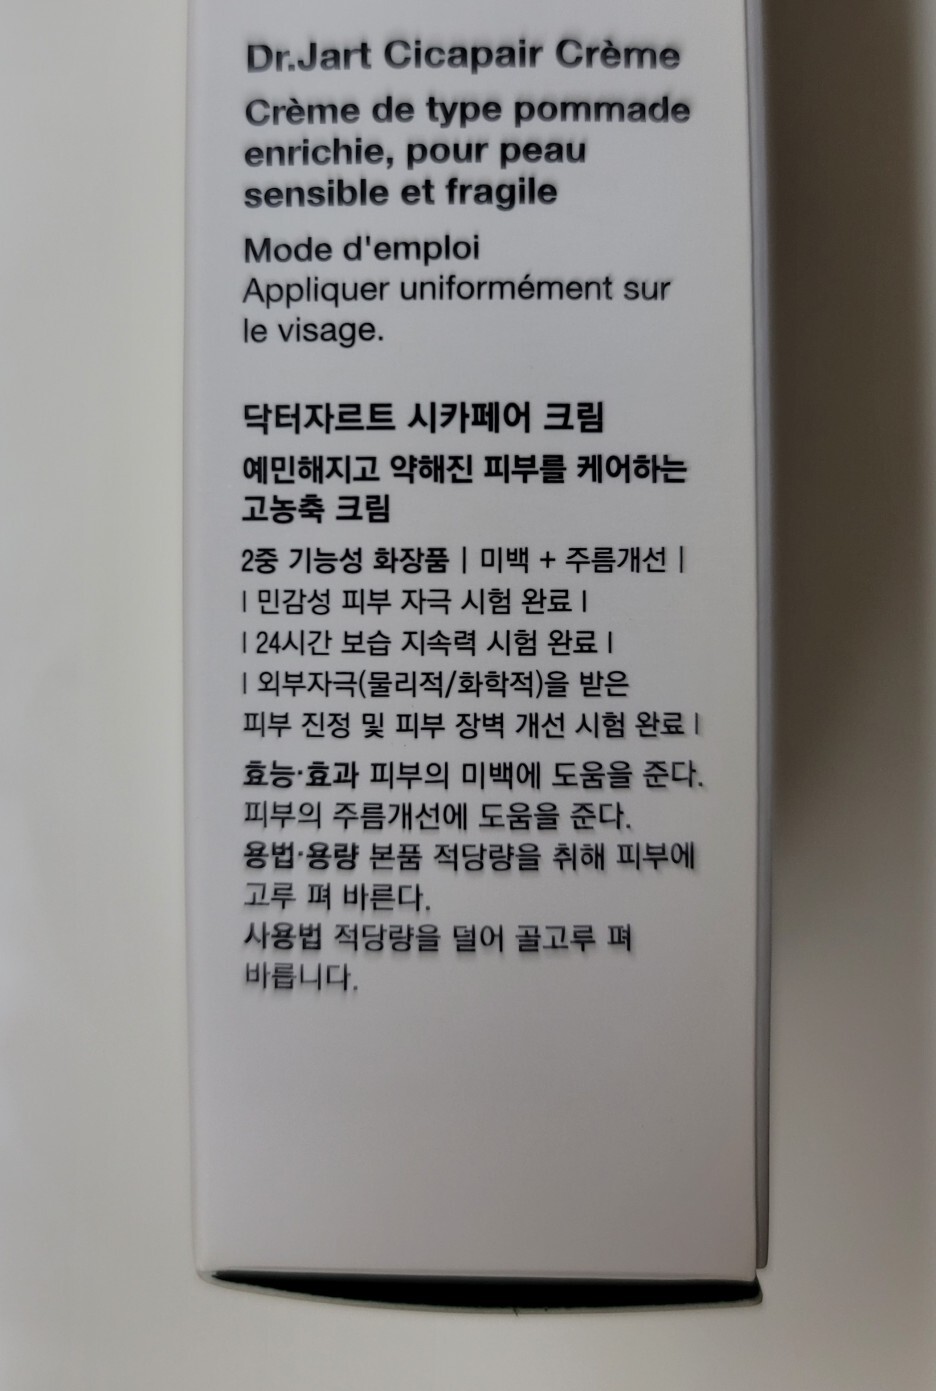 Dr.Jart Cicapair Crème
Crème de type pommade
enrichie, pour peau
sensible et fragile
Mode d'emploi
Appliquer uniformément sur
le visage.
닥터자르트 시카페어 크림
예민해지고 약해진 피부를 케어하는
고농축 크림
2중 기능성 화장품 | 미백 + 주름개선 |
| 민감성 피부 자극 시험 완료 |
| 24시간 보습 지속력 시험 완료 |
| 외부자극(물리적/화학적)을 받은
피부 진정 및 피부 장벽 개선 시험 완료 |
효능·효과 피부의 미백에 도움을 준다.
피부의 주름개선에 도움을 준다.
용법·용량 본품 적당량을 취해 피부에
고루 펴 바른다.
사용법 적당량을 덜어 골고루 펴
바릅니다.